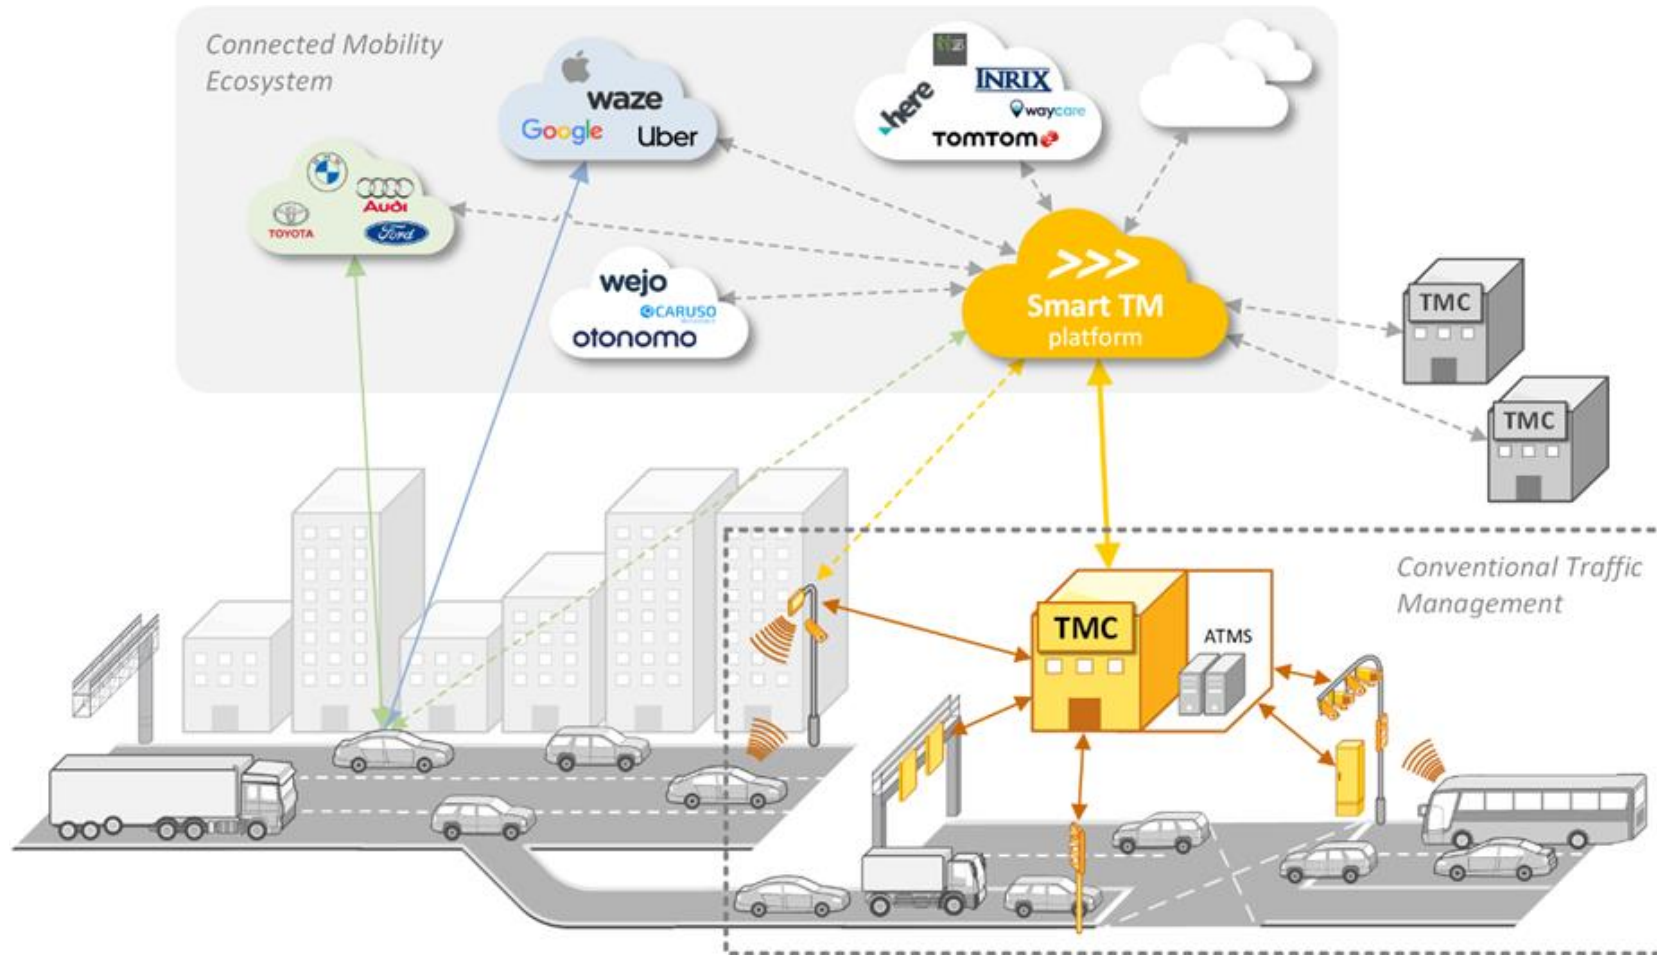 Connected Mobility
Ecosystem
waze
Google
Uber
INRIX
here
waycare
TOMTOM
Audi
TOYOTA
Ford
wejo
CARUSO
otonomo
>>>
Smart TM
platform
TMC
TMC
Conventional Traffic
Management
TMC
ATMS